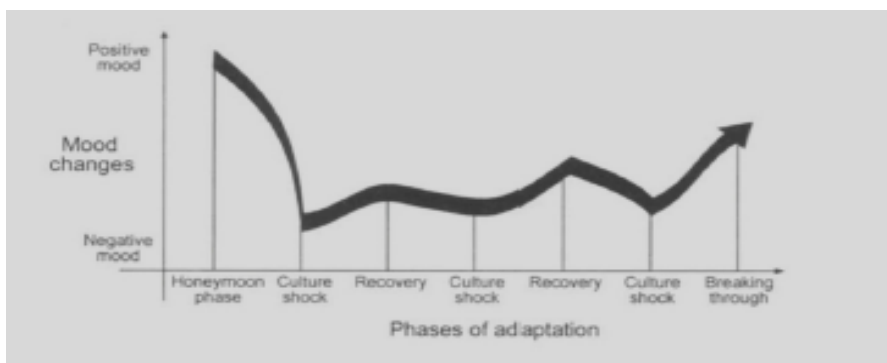 Positive
mood
Mood
changes
Negative
mood
Honeymoon
phase
Culture
shock
Recovery
Culture
shock
Recovery
Culture
shock
Breaking
through
Phases of adaptation